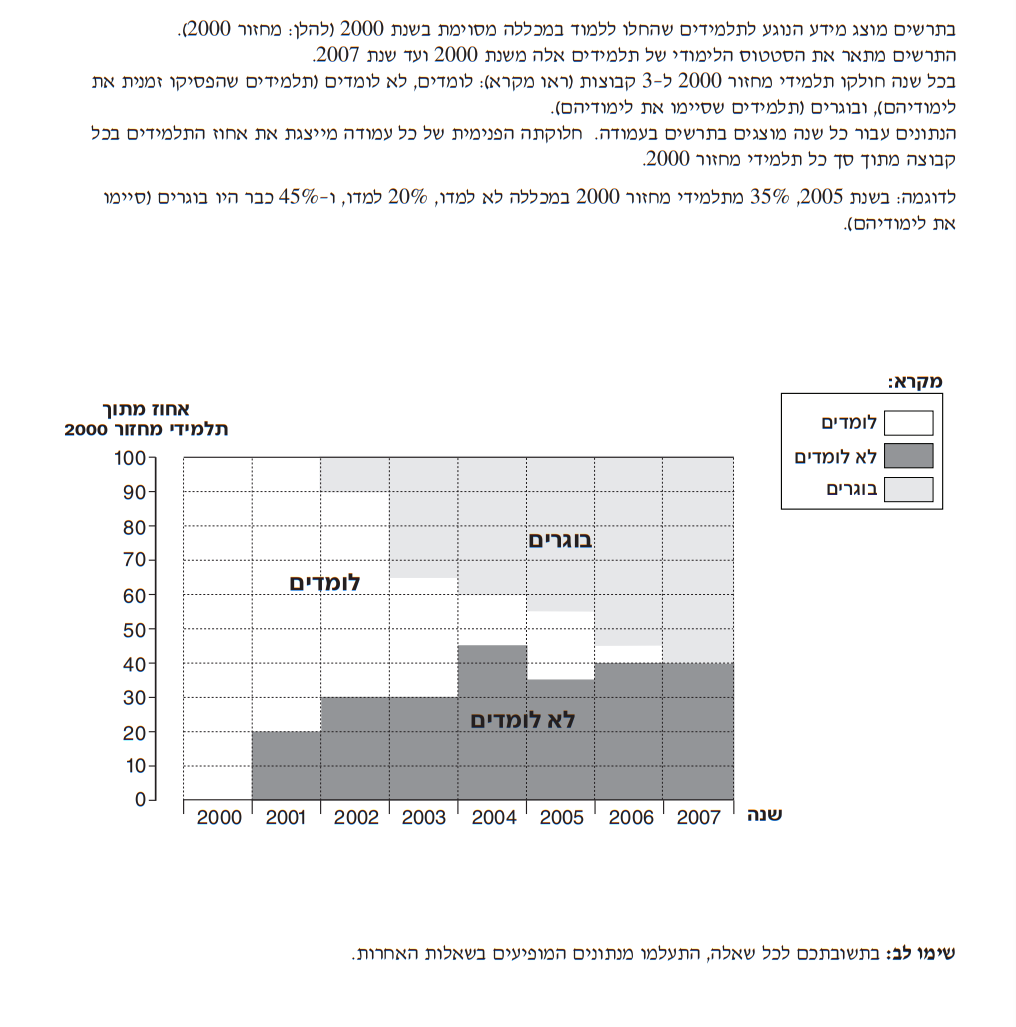 בתרשים מוצג מידע הנוגע לתלמידים שהחלו ללמוד במכללה מסוימת בשנת 2000 (להלן: מחזור 2000).
התרשים מתאר את הסטטוס הלימודי של תלמידים אלה משנת 2000 ועד שנת 2007.
בכל שנה חולקו תלמידי מחזור 2000 ל-3 קבוצות (ראו מקרא): לומדים, לא לומדים (תלמידים שהפסיקו זמנית את
לימודיהם), ובוגרים (תלמידים שסיימו את לימודיהם).
הנתונים עבור כל שנה מוצגים בתרשים בעמודה. חלוקתה הפנימית של כל עמודה מייצגת את אחוז התלמידים בכל
קבוצה מתוך סך כל תלמידי מחזור 2000.
לדוגמה: בשנת 2005, 35% מתלמידי מחזור 2000 במכללה לא למדו, 20% למדו, ו-45% כבר היו בוגרים (סיימו
את לימודיהם).
מקרא:
לומדים
לא לומדים
בוגרים
אחוז מתוך
תלמידי מחזור 2000
100
90
80
70
60
50
40
30
20
10
0
בוגרים
לומדים
לא לומדים
2000 2001 2002 2003 2004 2005 2006 2007 שנה
שימו לב: בתשובתכם לכל שאלה, התעלמו מנתונים המופיעים בשאלות האחרות.